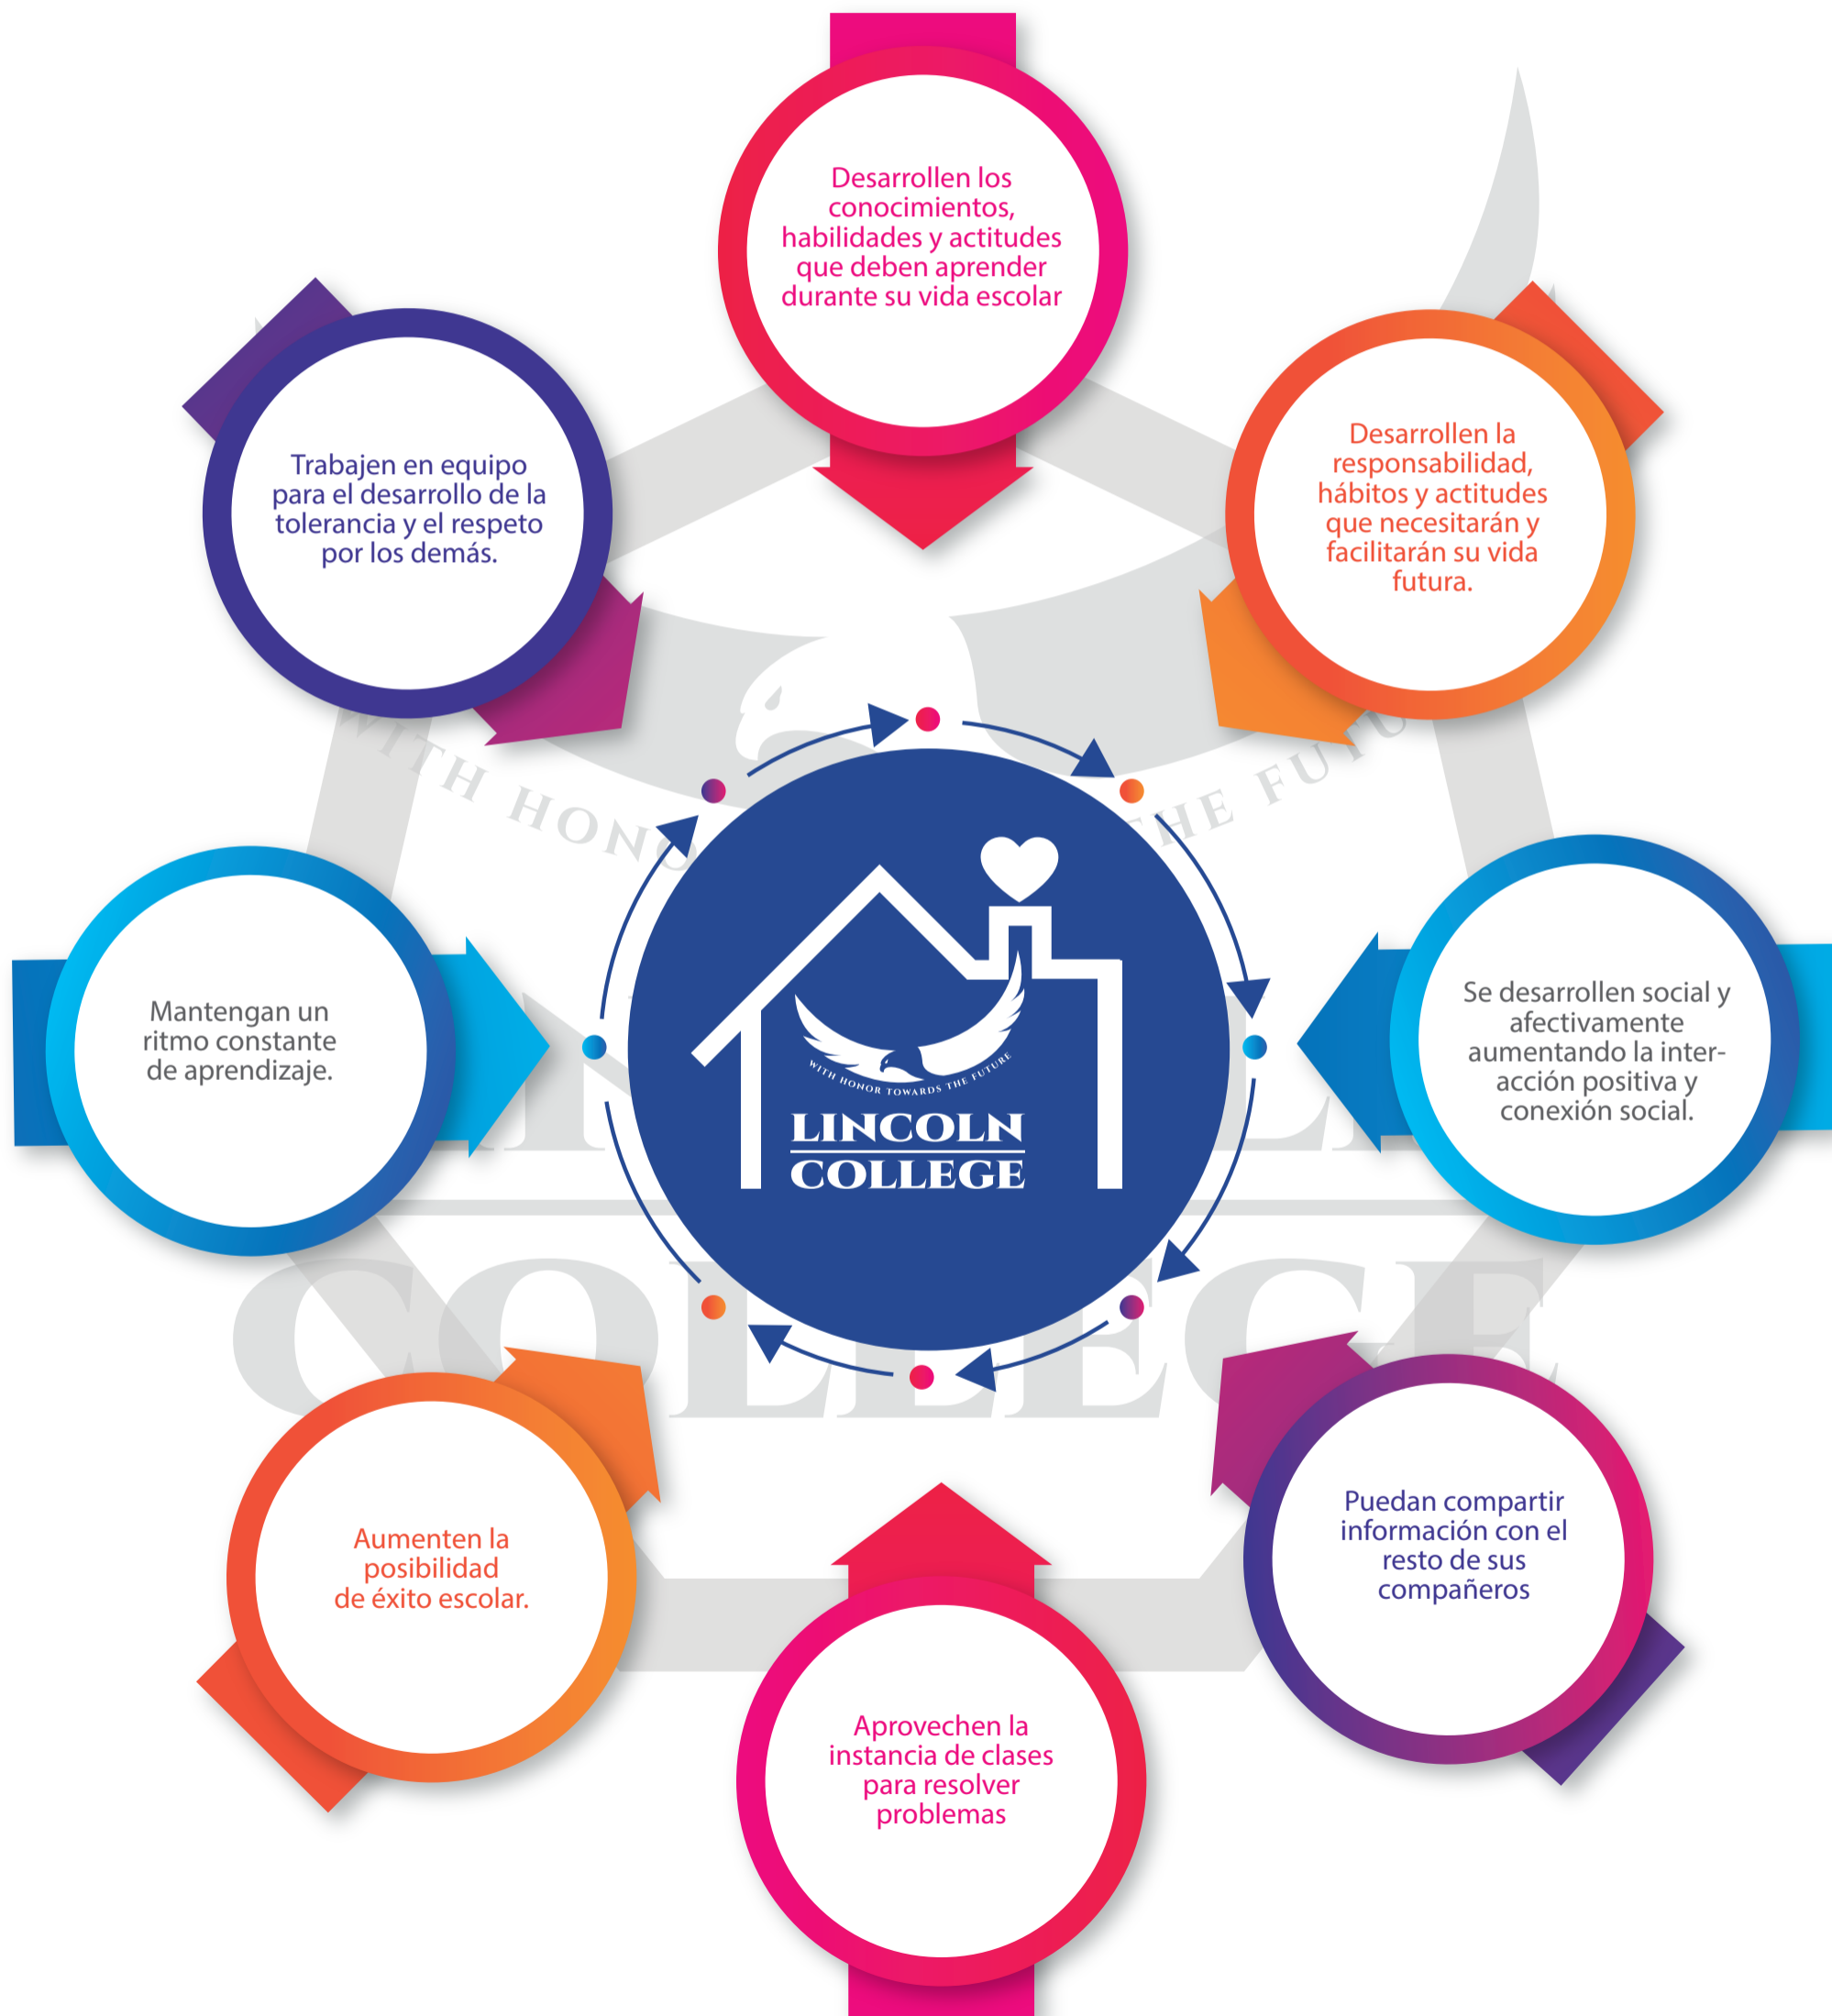 Desarrollen los
conocimientos,
habilidades y actitudes
que deben aprender
durante su vida escolar
Desarrollen la
responsabilidad,
hábitos y actitudes
que necesitarán y
facilitarán su vida
futura.
Trabajen en equipo
para el desarrollo de la
tolerancia y el respeto
por los demás.
Mantengan un
ritmo constante
de aprendizaje.
WITH HONOR TOWARDS THE FUTURE
LINCOLN
COLLEGE
Se desarrollen social y
afectivamente
aumentando la inter-
acción positiva y
conexión social.
COLLEGE
Aumenten la
posibilidad
de éxito escolar.
Puedan compartir
información con el
resto de sus
compañeros
Aprovechen la
instancia de clases
para resolver
problemas